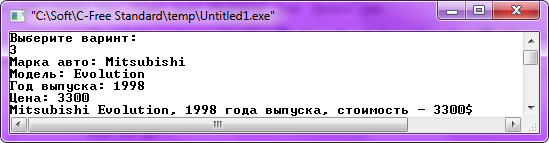 "C:\Soft\C-Free Standard\temp\Untitled1.exe"
Выберите варинт:
3
Марка авто: Mitsubishi
Модель: Evolution
Год выпуска: 1998
Цена: 3300
Mitsubishi Evolution, 1998 года выпуска, стоимость - 3300$